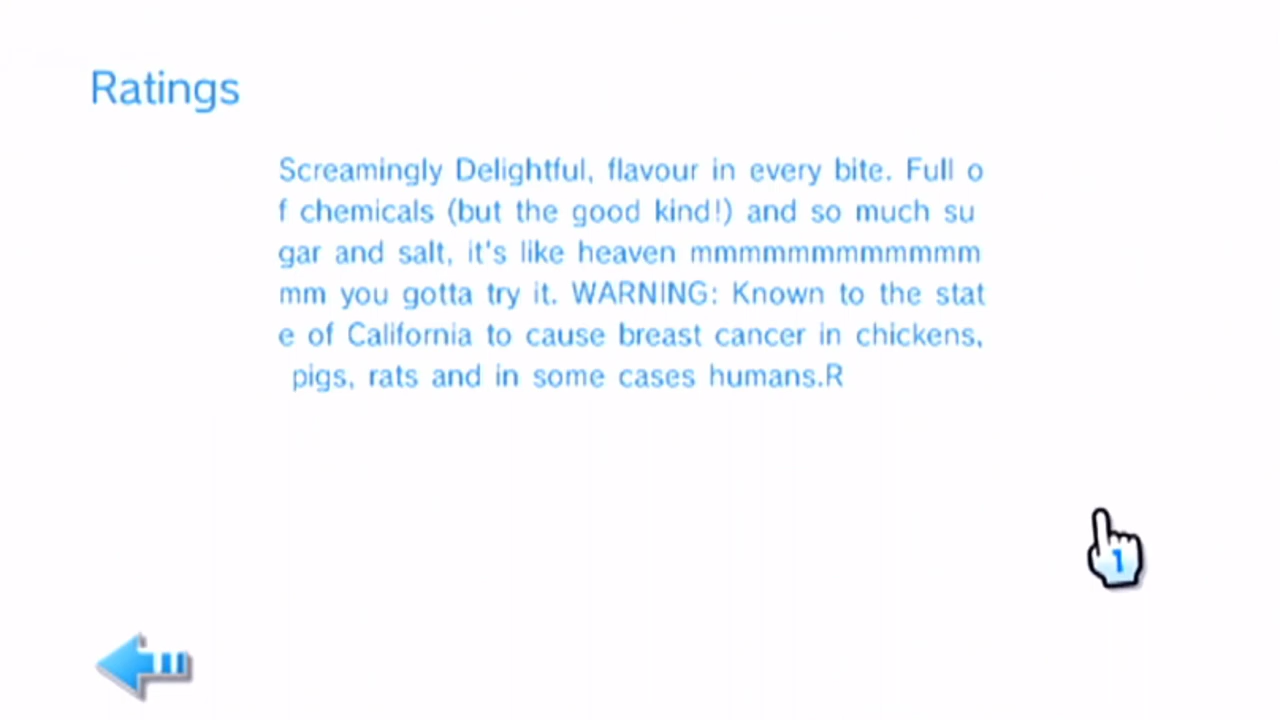 Ratings
Screamingly Delightful, flavour in every bite. Full o
f chemicals (but the good kind!) and so much su
gar and salt, it's like heaven mmmmmmmmmmmm
mm you gotta try it. WARNING: Known to the stat
e of California to cause breast cancer in chickens,
pigs, rats and in some cases humans.R
1